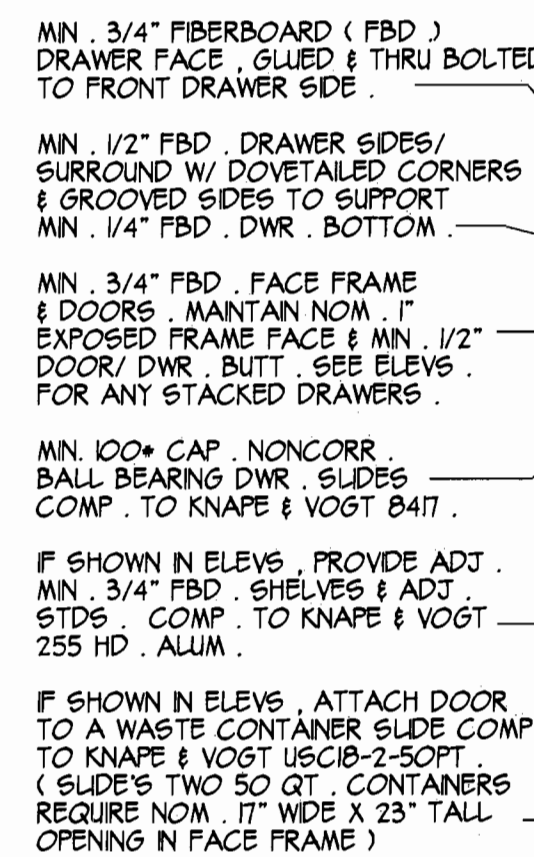 MIN . 3/4" FIBERBOARD ( FBD .)
DRAWER FACE , GLUED & THRU BOLTED
TO FRONT DRAWER SIDE .
MIN . 1/2" FBD . DRAWER SIDES/
SURROUND W/ DOVETAILED CORNERS
& GROOVED SIDES TO SUPPORT
MIN . 1/4" FBD . DWR . BOTTOM .
MIN . 3/4" FBD . FACE FRAME
& DOORS . MAINTAIN NOM . 1"
EXPOSED FRAME FACE & MIN . 1/2"
DOOR/ DWR . BUTT . SEE ELEVS .
FOR ANY STACKED DRAWERS .
MIN. 100* CAP . NONCORR .
BALL BEARING DWR . SLIDES
COMP . TO KNAPE & VOGT 8417 .
IF SHOWN IN ELEVS , PROVIDE ADJ .
MIN . 3/4" FBD . SHELVES & ADJ .
STDS . COMP . TO KNAPE & VOGT
255 HD . ALUM .
IF SHOWN IN ELEVS , ATTACH DOOR
TO A WASTE CONTAINER SLIDE COMP
TO KNAPE & VOGT USC18-2-50PT .
( SLIDE'S TWO 50 QT . CONTAINERS
REQUIRE NOM . 17" WIDE X 23" TALL
OPENING IN FACE FRAME )